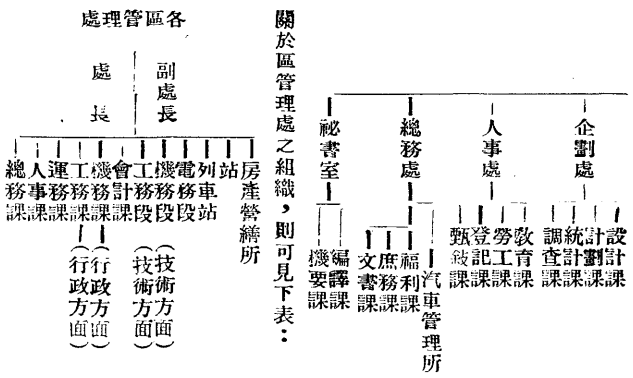 企劃處
設計課
計劃課
統計課
調查課
人事處
敎育課
勞工課
登記課
甄敍課
總務處
汽車管理所
福利課
庶務課
文書課
祕書室
編譯課
機要課
關於區管理處之組織，則可見下表：
各區管理處
副處長
處長
房產營繕所
站
列車站
電務段
機務段（技術方面）
工務段（技術方面）
會計課
機務課（行政方面）
工務課（行政方面）
運務課
人事課
總務課